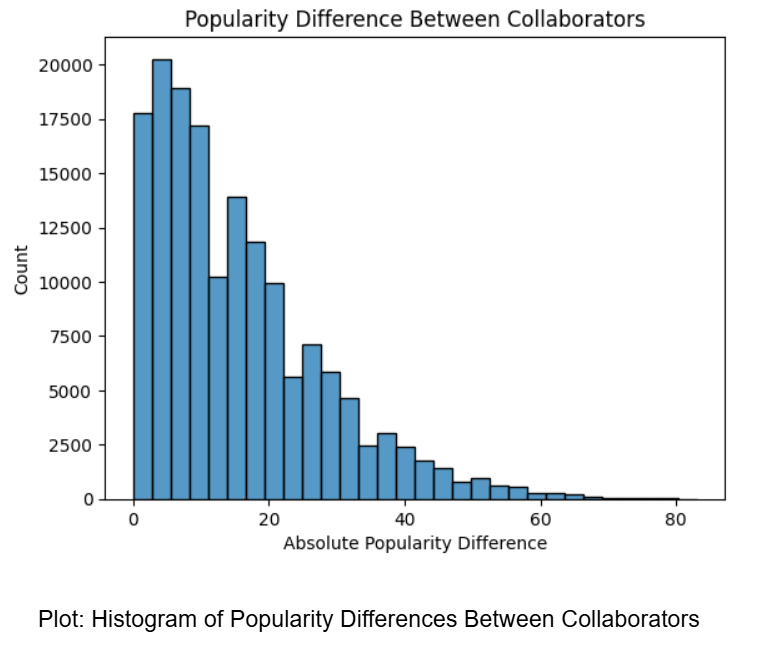 Popularity Difference Between Collaborators
20000
17500
15000
12500
10000
7500
5000
2500
0
Count
0 20 40 60 80
Absolute Popularity Difference
Plot: Histogram of Popularity Differences Between Collaborators